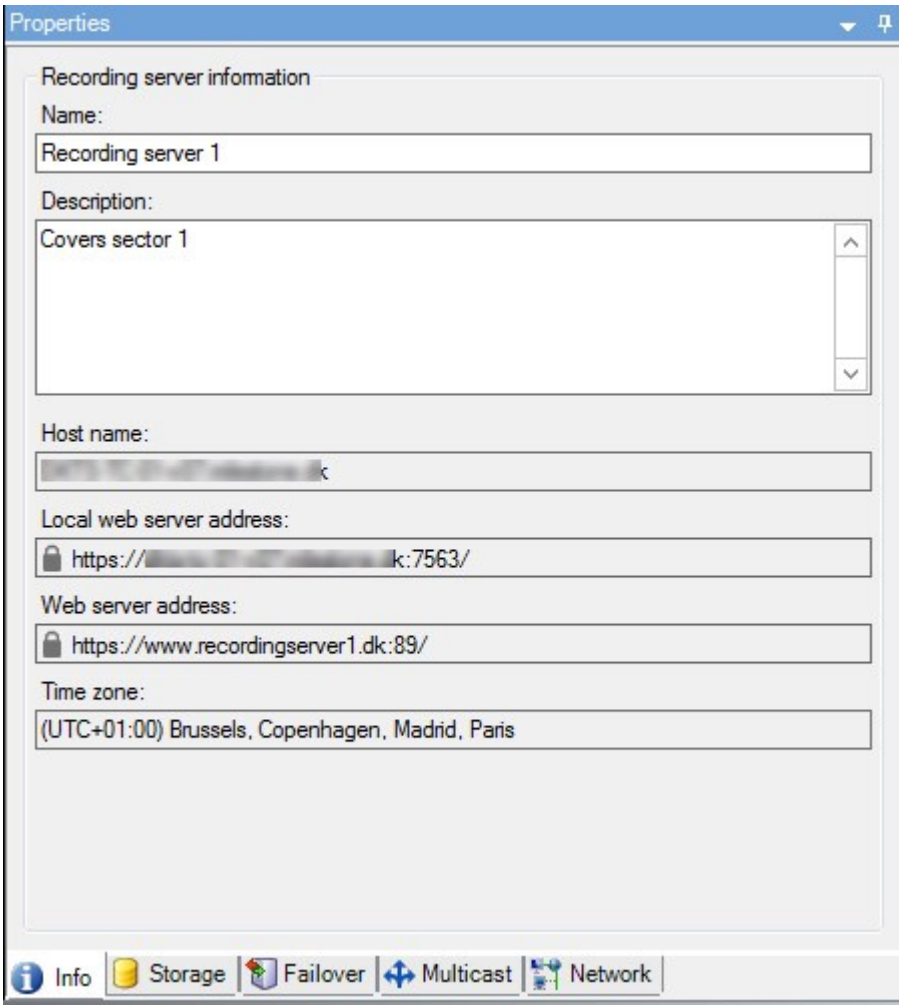 Properties
Recording server information
Name:
Recording server 1
Description:
Covers sector 1
Host name:
Local web server address:
https:// k:7563/
Web server address:
https://www.recordingserver1.dk:89/
Time zone:
(UTC+01:00) Brussels, Copenhagen, Madrid, Paris
Info Storage Failover Multicast Network